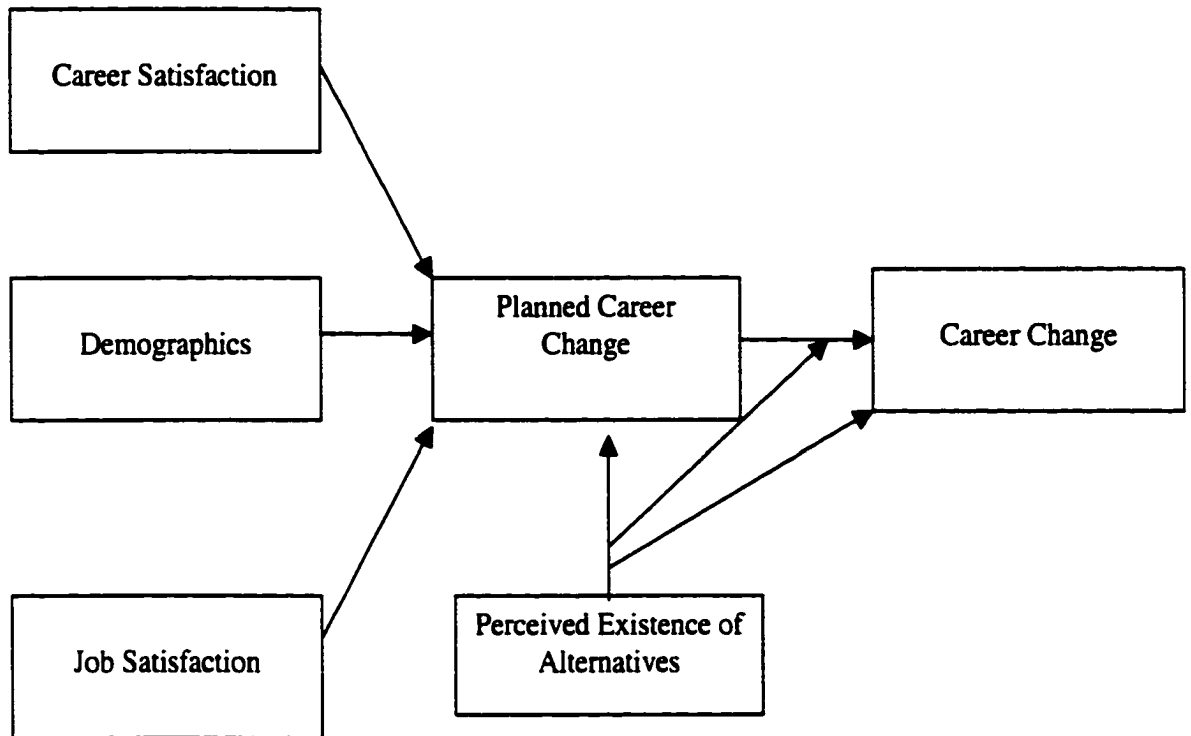 Career Satisfaction
Demographics
Planned Career
Change
Career Change
Job Satisfaction
Perceived Existence of
Alternatives